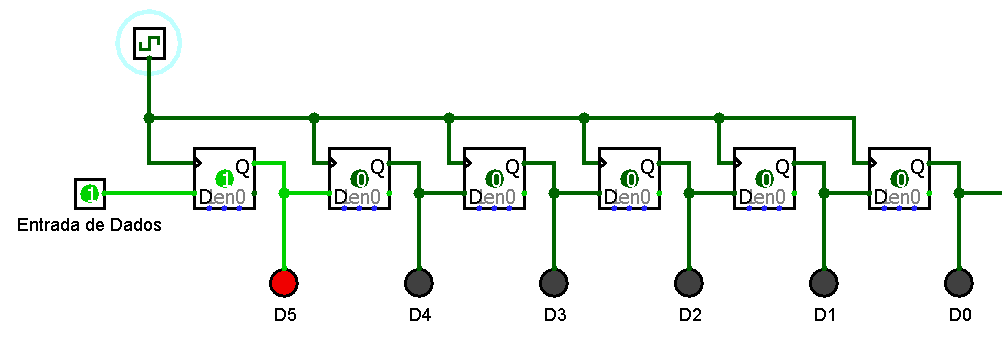 1 0 0 0 0 0
Q Q Q Q Q Q
1 D en0 D en0 D en0 D en0 D en0 D en0
Entrada de Dados
D5 D4 D3 D2 D1 D0